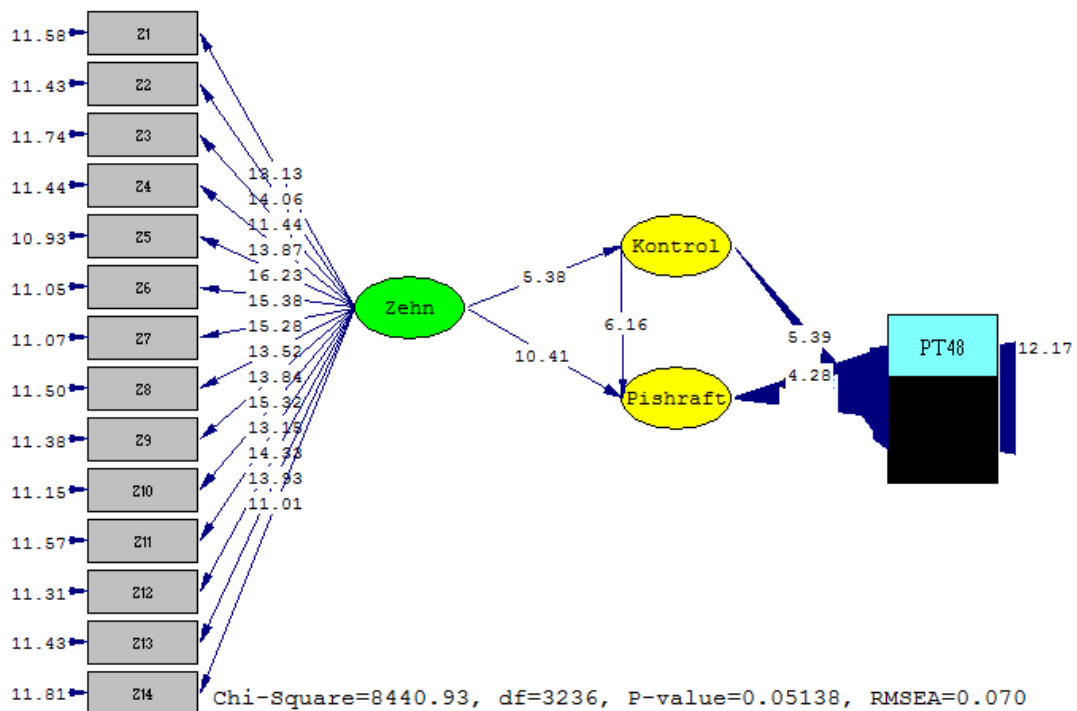 11.58 Z1
11.43 Z2
11.74 Z3
11.44 Z4
10.93 Z5
11.05 Z6
11.07 Z7
11.50 Z8
11.38 Z9
11.15 Z10
11.57 Z11
11.31 Z12
11.43 Z13
11.81 Z14
13.13
14.06
11.44
13.87
16.23
15.38
15.28
13.52
13.84
15.32
13.15
14.33
13.93
11.01
Zehn
5.38
10.41
Kontrol
6.16
Pishraft
5.39
4.28
PT48
12.17
Chi-Square=8440.93, df=3236, P-value=0.05138, RMSEA=0.070